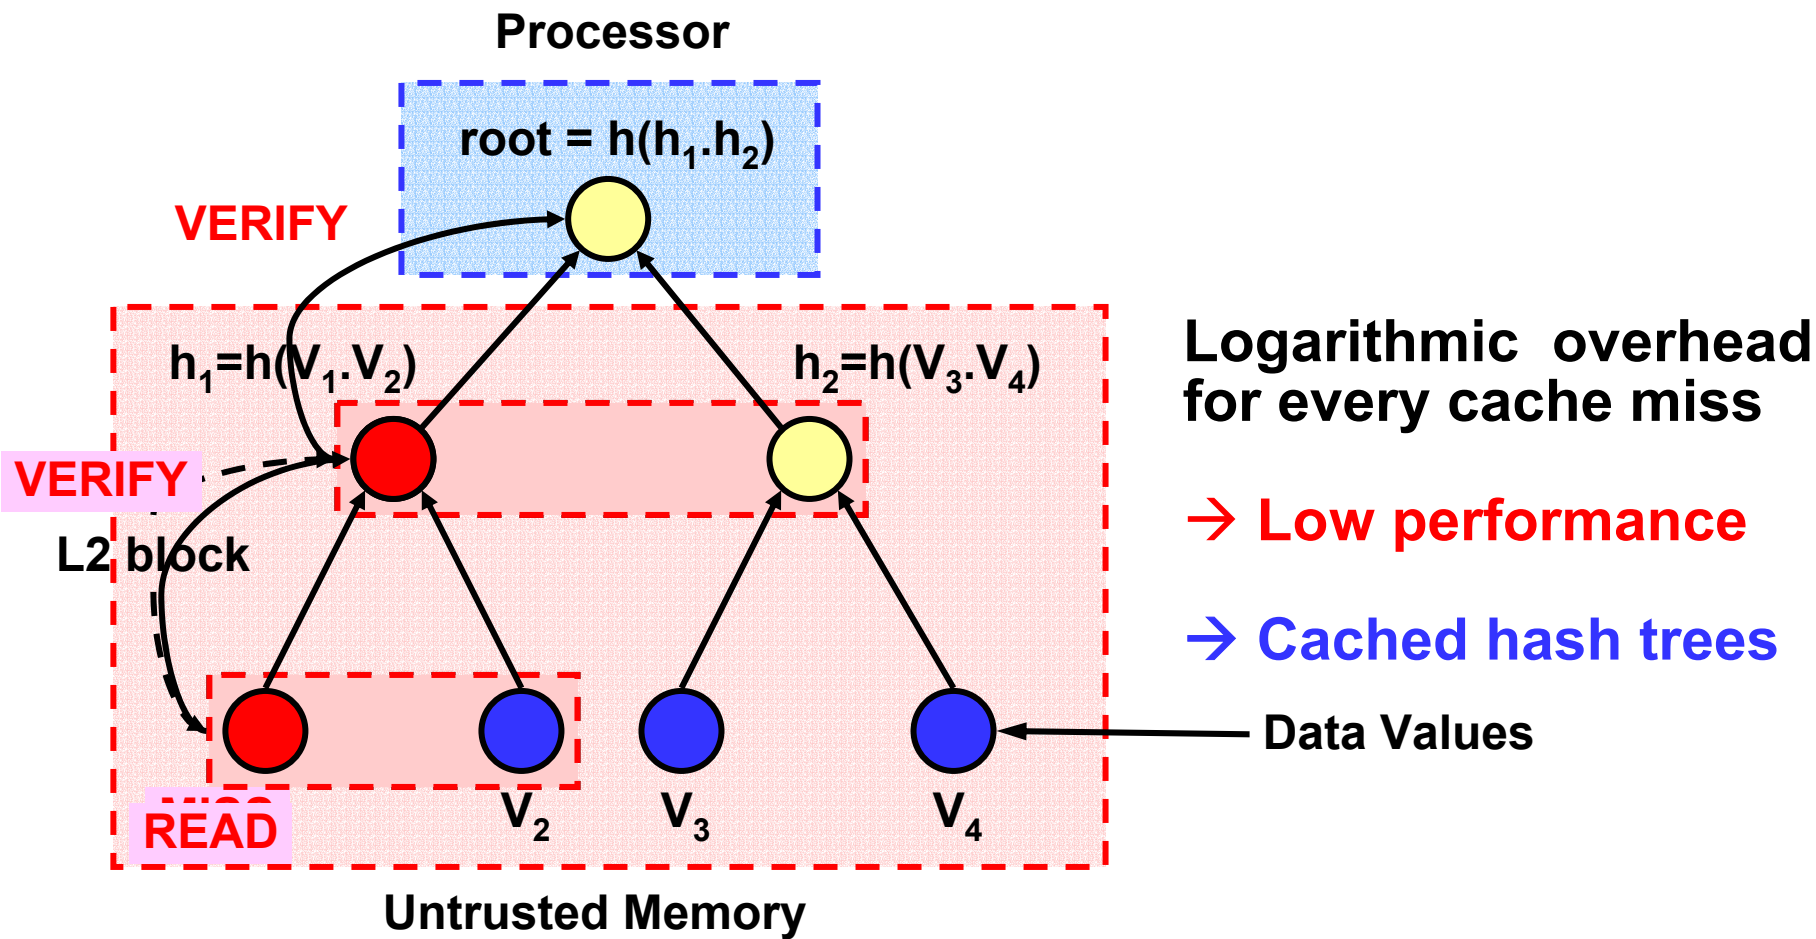 Processor
root = h(h₁.h₂)
VERIFY
h₁=h(V₁.V₂)
h₂=h(V₃.V₄)
Logarithmic overhead
for every cache miss
VERIFY
L2 block
→ Low performance
→ Cached hash trees
Data Values
READ
V₂
V₃
V₄
Untrusted Memory